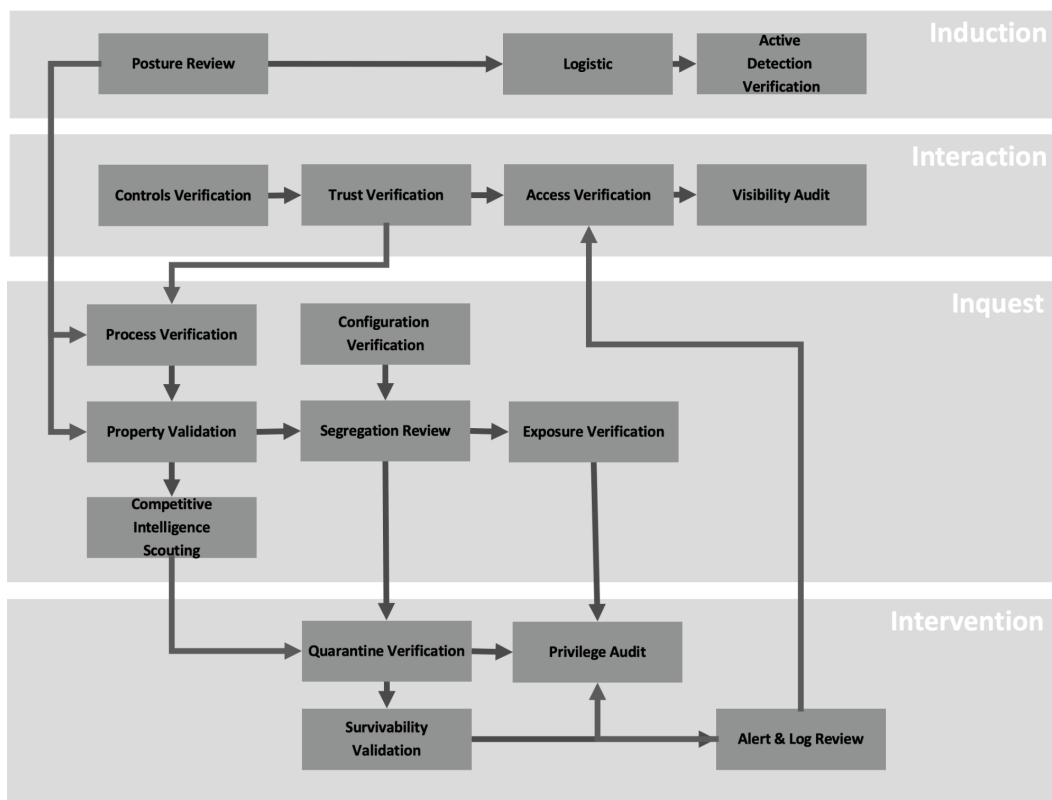 Induction
Posture Review
Logistic
Active
Detection
Verification
Interaction
Controls Verification
Trust Verification
Access Verification
Visibility Audit
Inquest
Process Verification
Configuration
Verification
Property Validation
Segregation Review
Exposure Verification
Competitive
Intelligence
Scouting
Intervention
Quarantine Verification
Privilege Audit
Survivability
Validation
Alert & Log Review